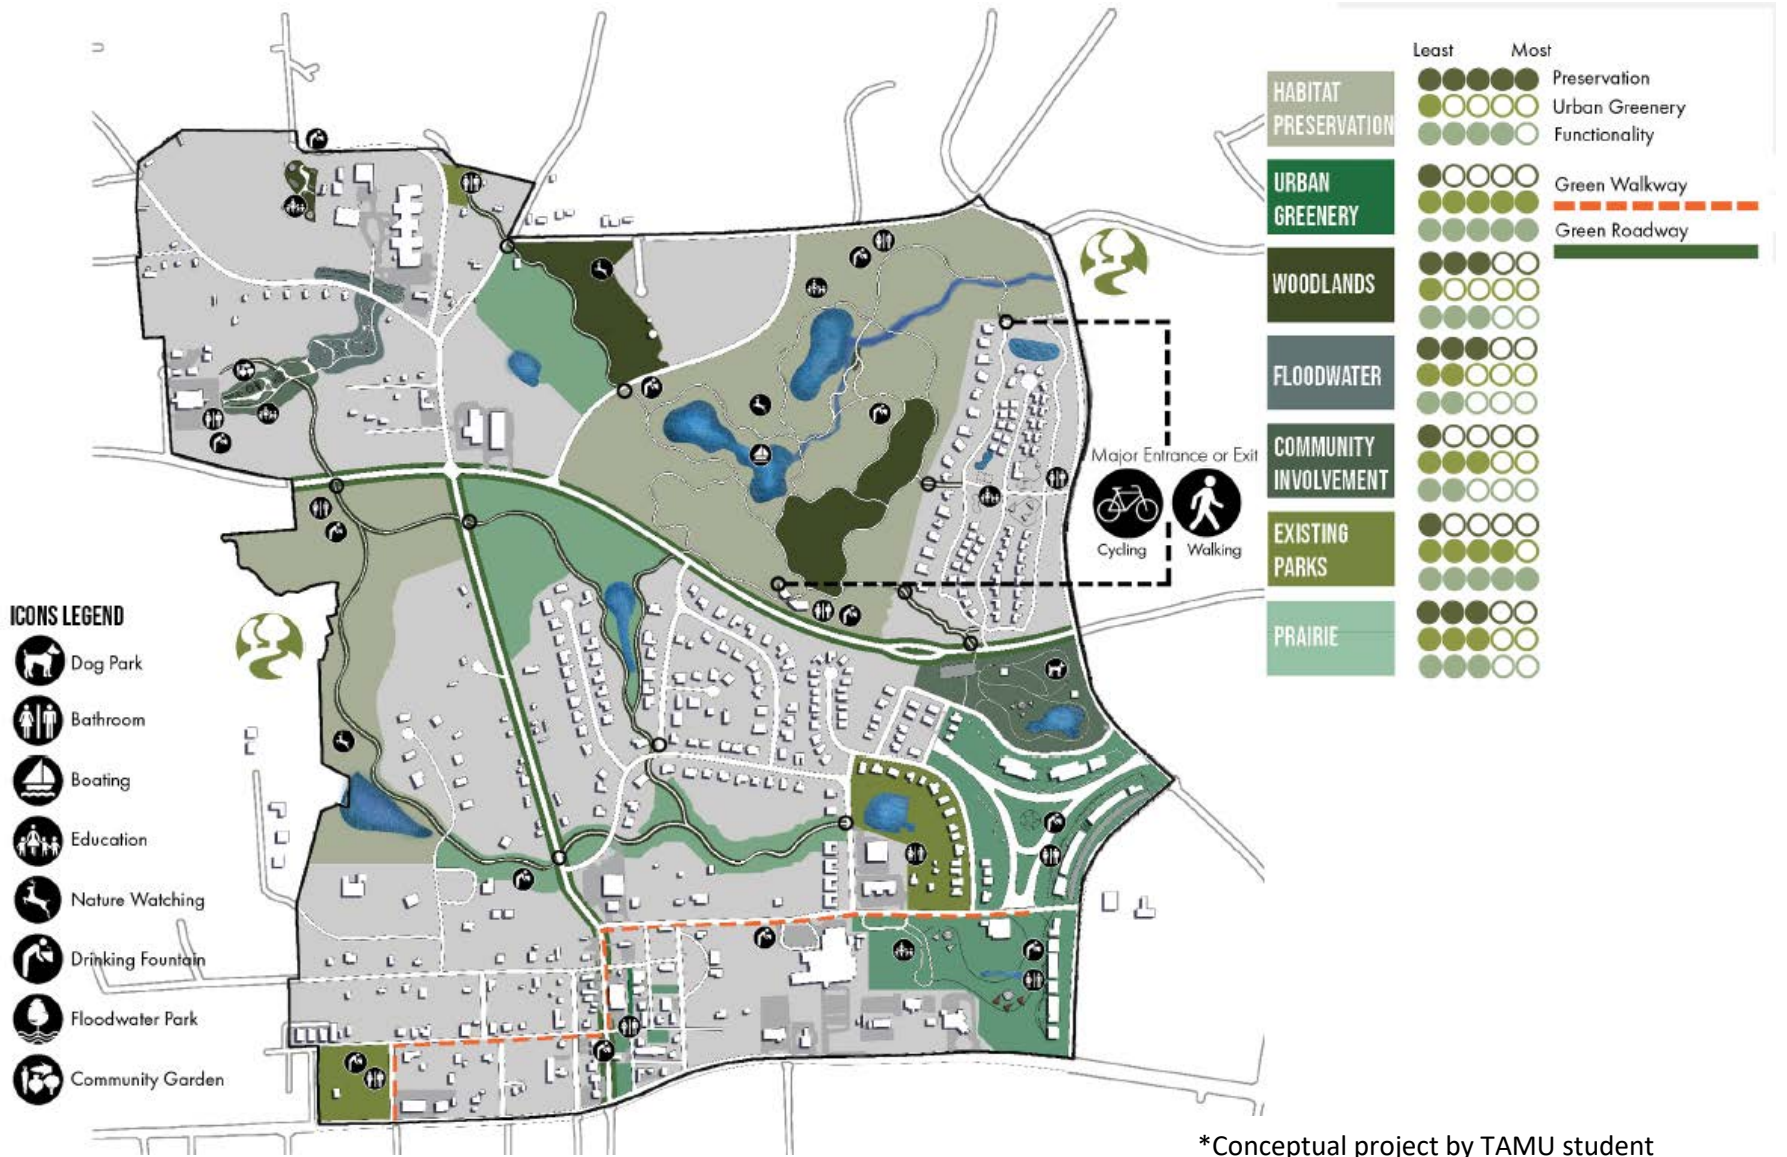 Least Most
HABITAT
PRESERVATION
Preservation
Urban Greenery
Functionality
URBAN
GREENERY
Green Walkway
Green Roadway
WOODLANDS
FLOODWATER
COMMUNITY
INVOLVEMENT
EXISTING
PARKS
PRAIRIE
Major Entrance or Exit
Cycling Walking
ICONS LEGEND
Dog Park
Bathroom
Boating
Education
Nature Watching
Drinking Fountain
Floodwater Park
Community Garden
*Conceptual project by TAMU student